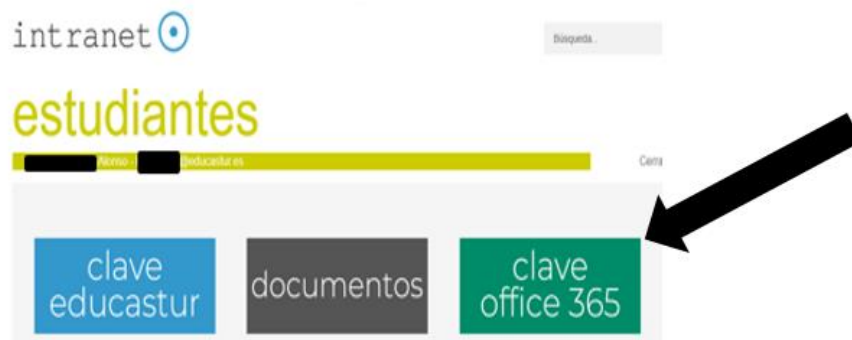 intranet
Búsqueda..
estudiantes
Alonso - @educastur.es
Cerra
clave
educastur
documentos
clave
office 365